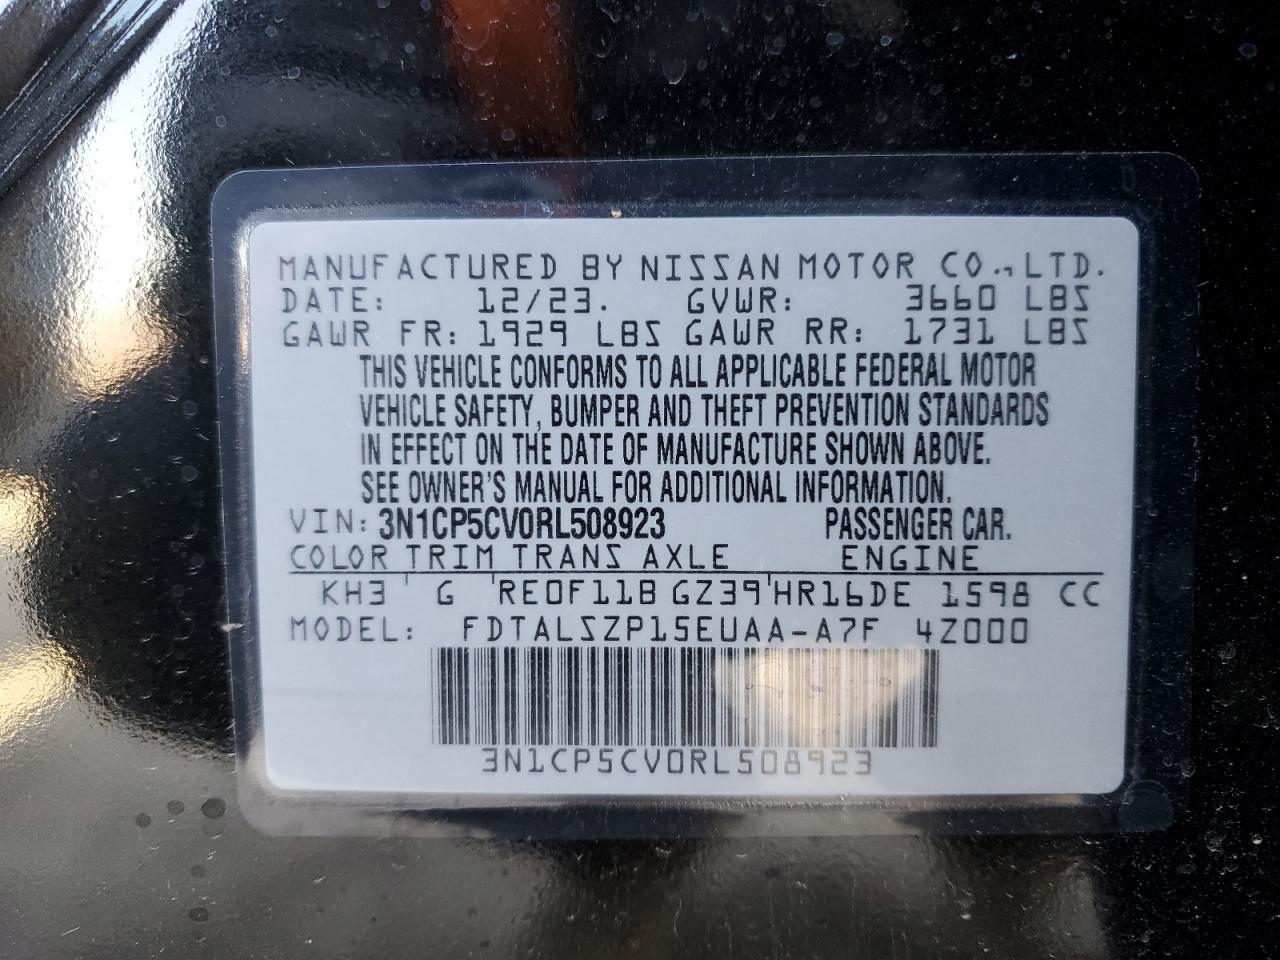 MANUFACTURED BY NISSAN MOTOR CO., LTD.
DATE: 12/23. GVWR: 3660 LBS
GAWR FR: 1929 LBS GAWR RR: 1731 LBS
THIS VEHICLE CONFORMS TO ALL APPLICABLE FEDERAL MOTOR
VEHICLE SAFETY, BUMPER AND THEFT PREVENTION STANDARDS
IN EFFECT ON THE DATE OF MANUFACTURE SHOWN ABOVE.
SEE OWNER'S MANUAL FOR ADDITIONAL INFORMATION.
VIN: 3N1CP5CV0RL508923 PASSENGER CAR.
COLOR TRIM TRANS AXLE ENGINE
KH3 ' G 'RE0F11B GZ39'HR16DE 1598 CC
MODEL: FDTALSZP15EUAA-A7F 4Z000
3N1CP5CV0RL508923